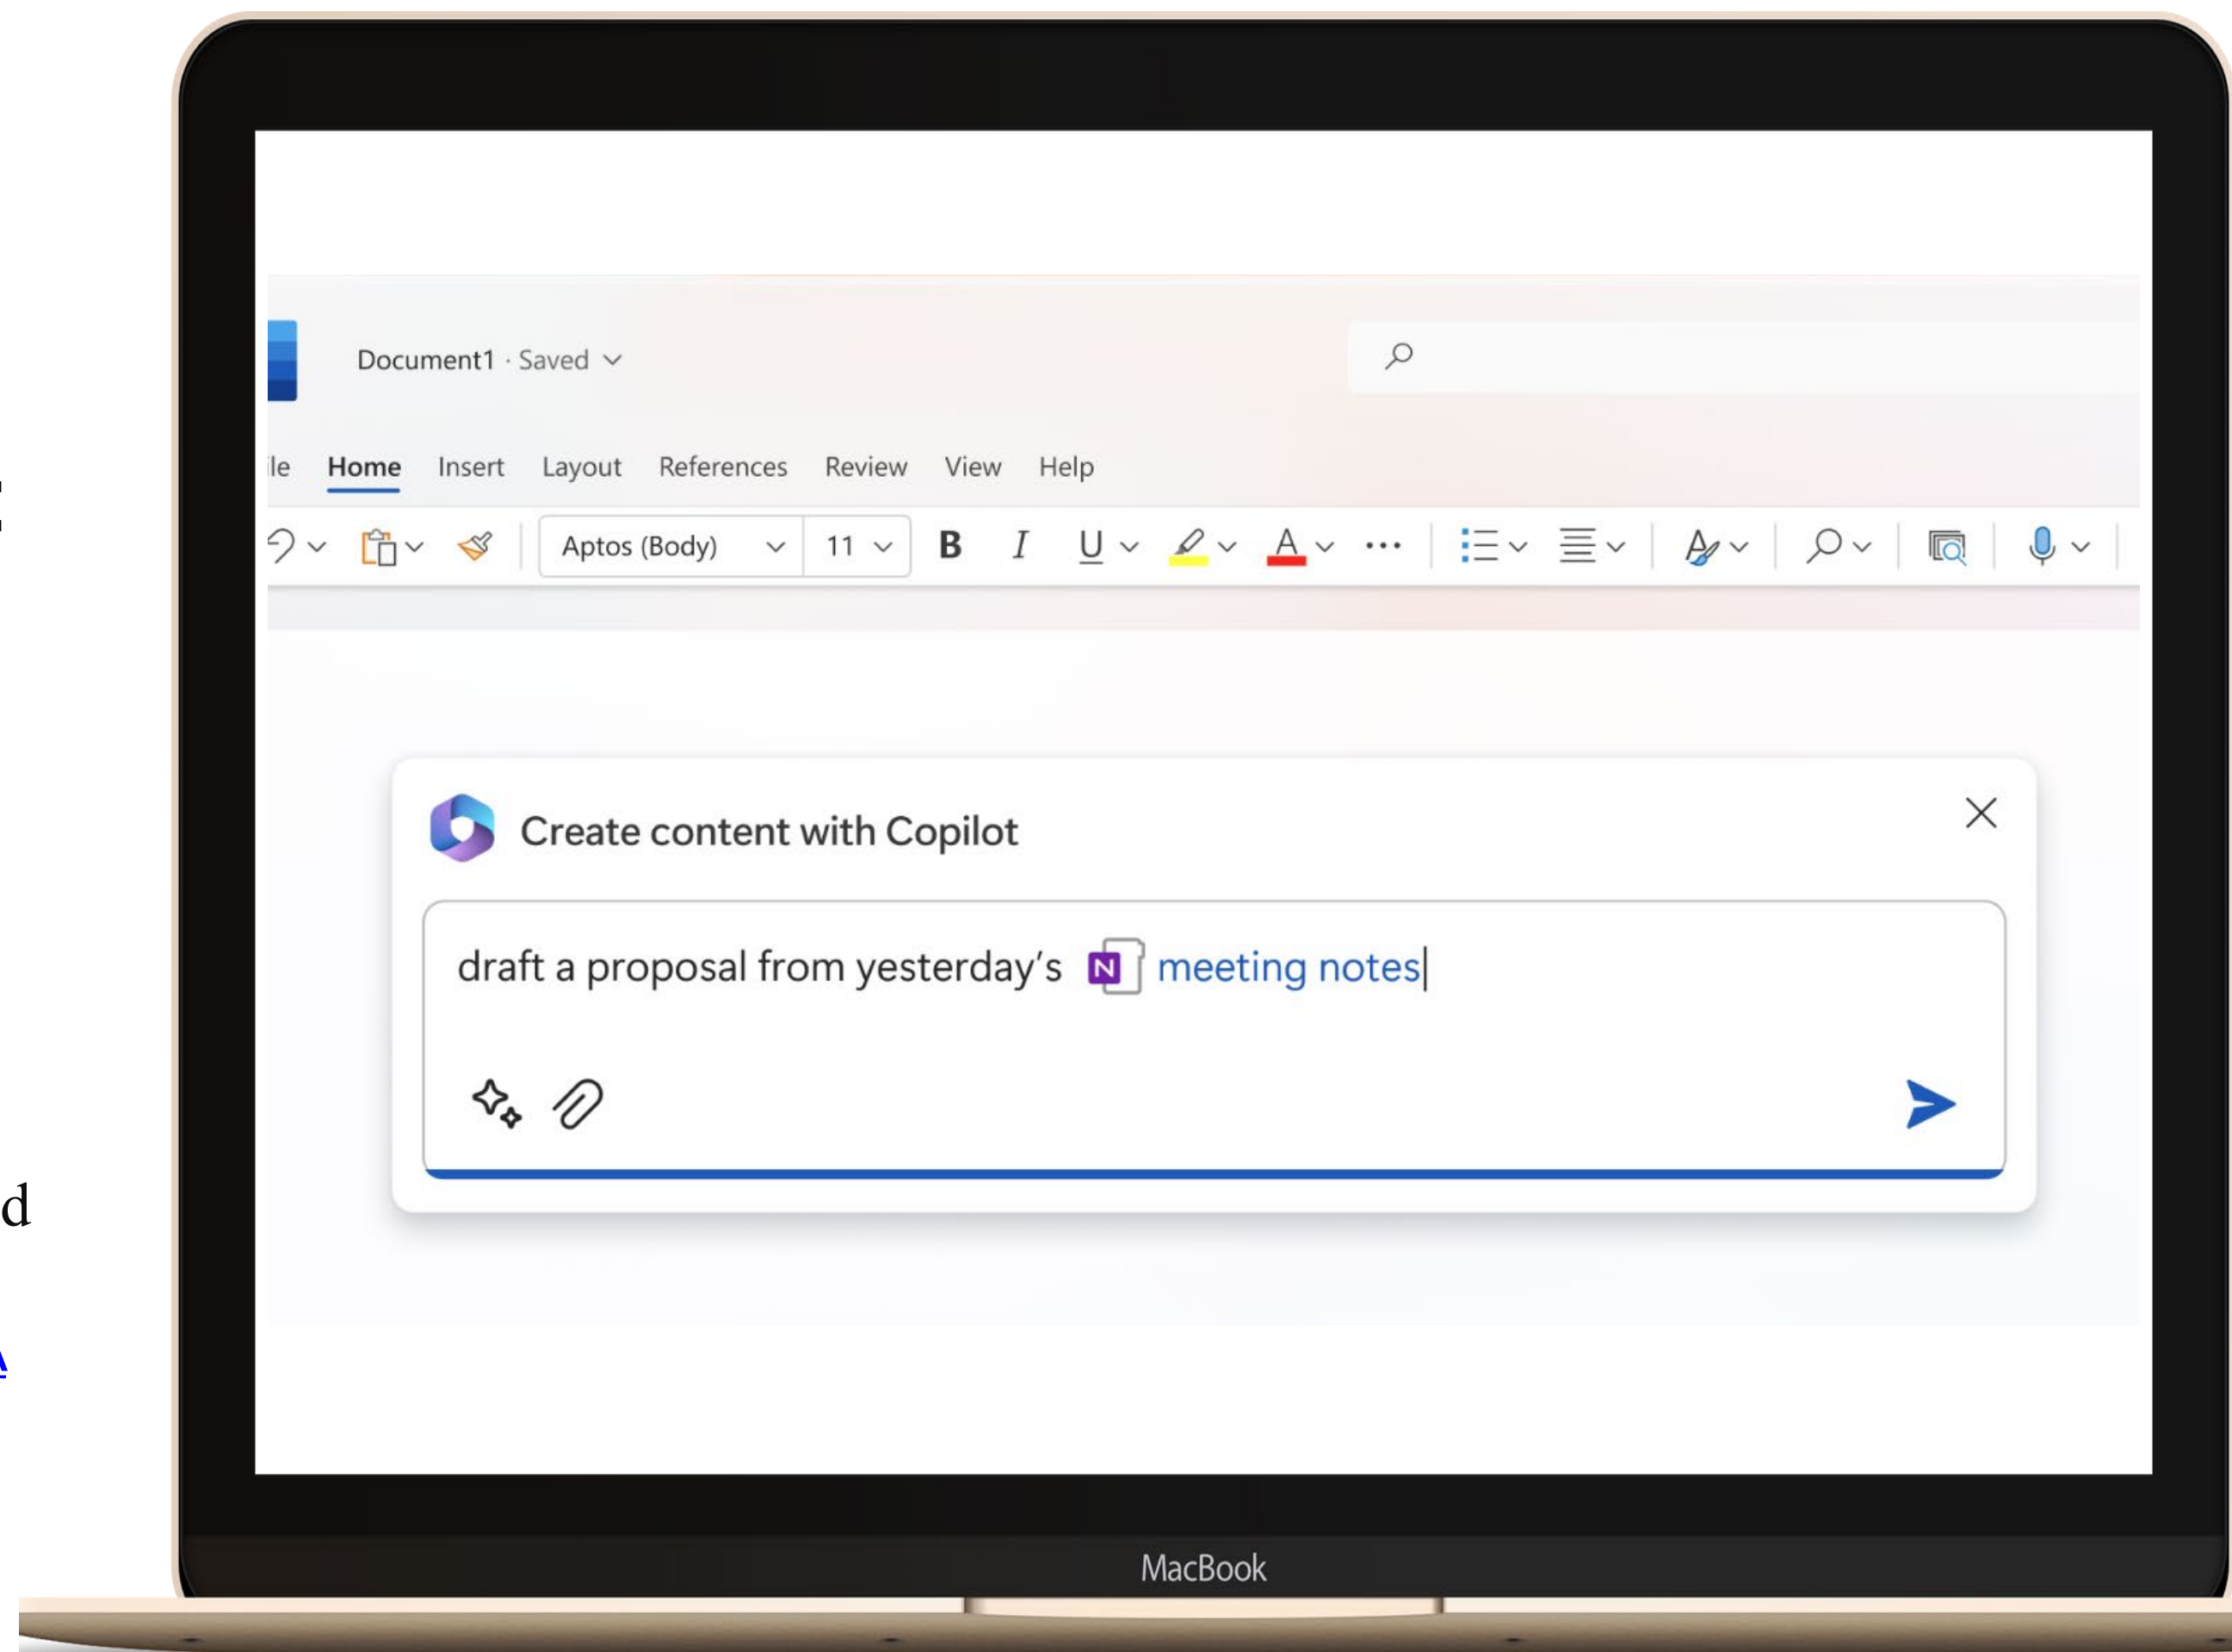 Document1 · Saved
ile Home Insert Layout References Review View Help
Aptos (Body) 11 B I U A A
Create content with Copilot
draft a proposal from yesterday's N meeting notes
d
A
MacBook